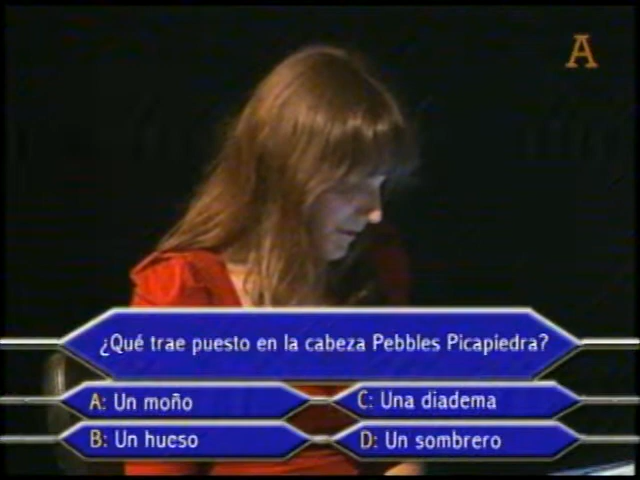 A
¿Qué trae puesto en la cabeza Pebbles Picapiedra?
A: Un moño
C: Una diadema
B: Un hueso
D: Un sombrero